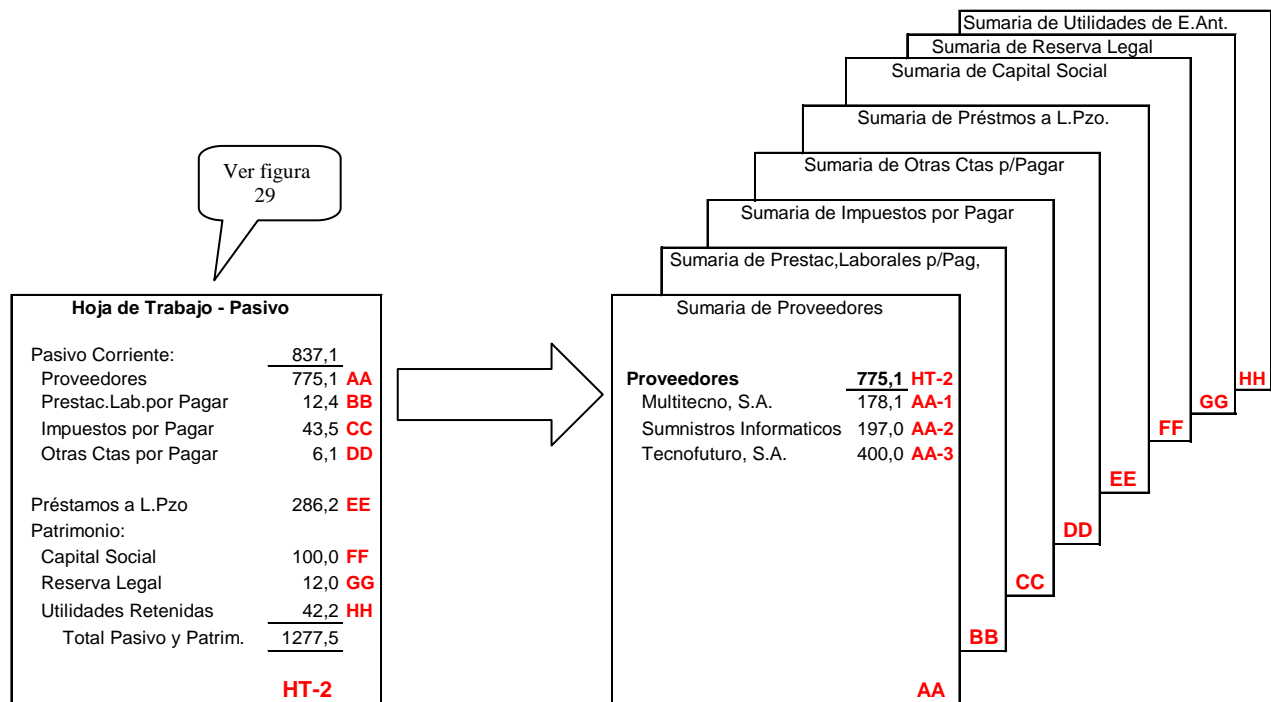 Sumaria de Utilidades de E.Ant.
Sumaria de Reserva Legal
Sumaria de Capital Social
Sumaria de Préstmos a L.Pzo.
Sumaria de Otras Ctas p/Pagar
Sumaria de Impuestos por Pagar
Sumaria de Prestac,Laborales p/Pag,
Ver figura
29
Hoja de Trabajo - Pasivo
Pasivo Corriente: 837,1
Proveedores 775,1 AA
Prestac.Lab.por Pagar 12,4 BB
Impuestos por Pagar 43,5 CC
Otras Ctas por Pagar 6,1 DD
Préstamos a L.Pzo 286,2 EE
Patrimonio:
Capital Social 100,0 FF
Reserva Legal 12,0 GG
Utilidades Retenidas 42,2 HH
Total Pasivo y Patrim. 1277,5
HT-2
Sumaria de Proveedores
Proveedores 775,1 HT-2
Multitecno, S.A. 178,1 AA-1
Sumnistros Informaticos 197,0 AA-2
Tecnofuturo, S.A. 400,0 AA-3
AA
BB
CC
DD
EE
FF
GG
HH